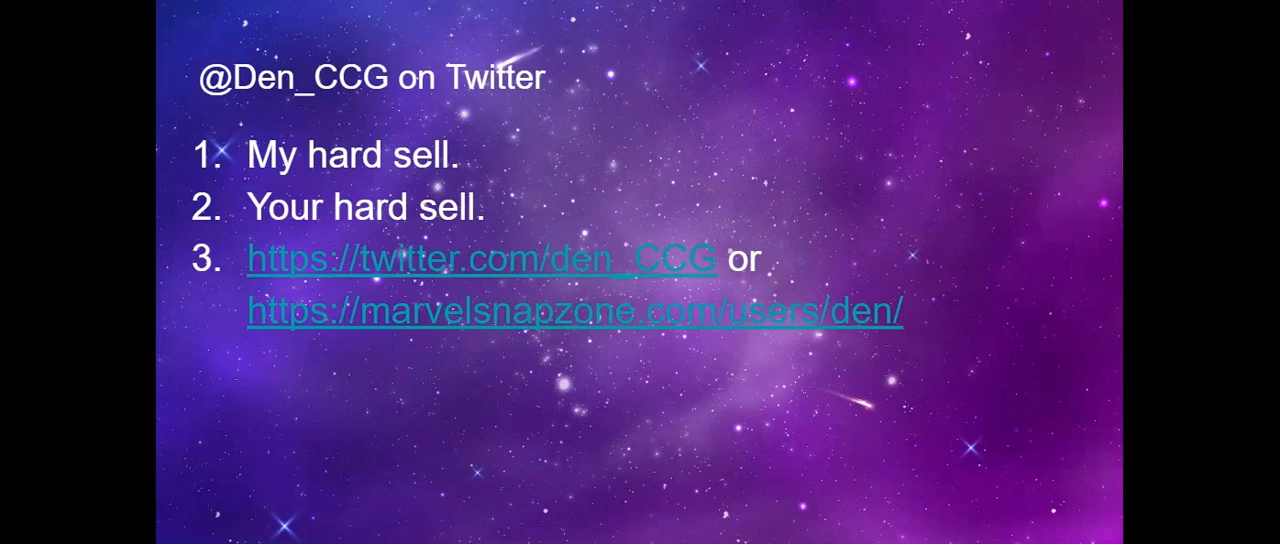 @Den_CCG on Twitter
1. My hard sell.
2. Your hard sell.
3. https://twitter.com/den_CCG or
https://marvelsnapzone.com/users/den/